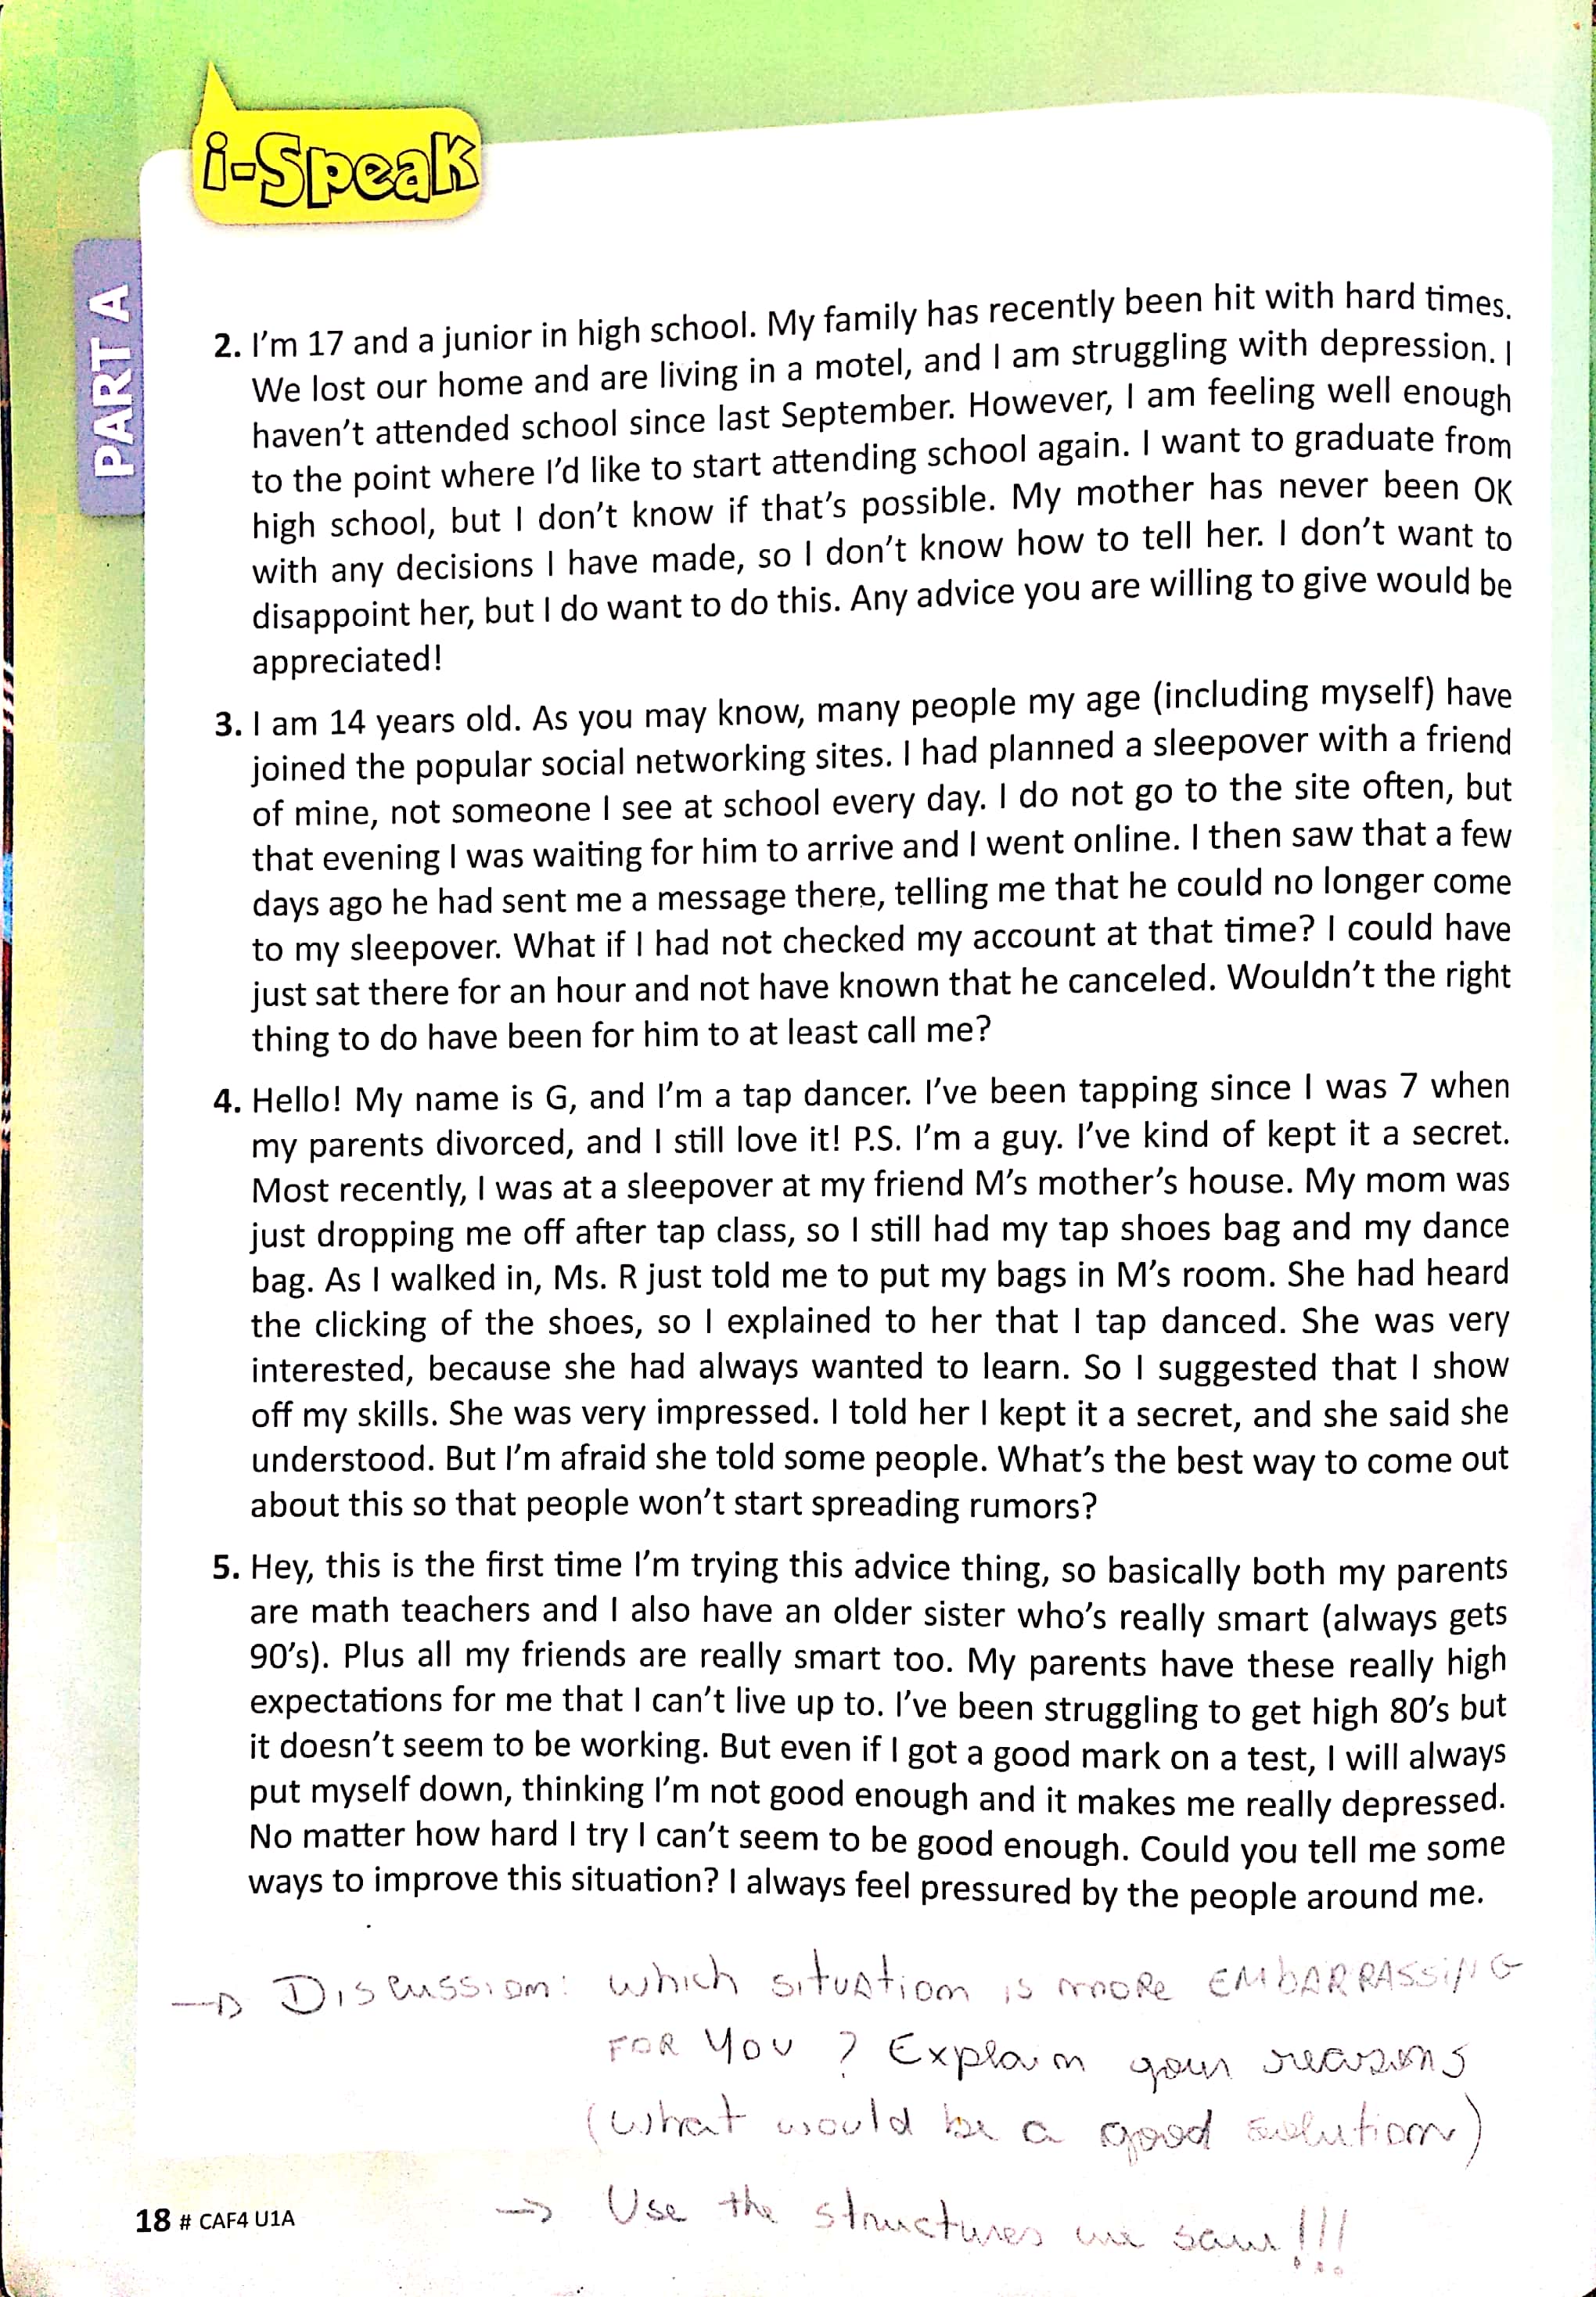 i-Speak
PART A
2. I'm 17 and a junior in high school. My family has recently been hit with hard times.
We lost our home and are living in a motel, and I am struggling with depression. I
haven't attended school since last September. However, I am feeling well enough
to the point where I'd like to start attending school again. I want to graduate from
high school, but I don't know if that's possible. My mother has never been OK
with any decisions I have made, so I don't know how to tell her. I don't want to
disappoint her, but I do want to do this. Any advice you are willing to give would be
appreciated!
3. I am 14 years old. As you may know, many people my age (including myself) have
joined the popular social networking sites. I had planned a sleepover with a friend
of mine, not someone I see at school every day. I do not go to the site often, but
that evening I was waiting for him to arrive and I went online. I then saw that a few
days ago he had sent me a message there, telling me that he could no longer come
to my sleepover. What if I had not checked my account at that time? I could have
just sat there for an hour and not have known that he canceled. Wouldn't the right
thing to do have been for him to at least call me?
4. Hello! My name is G, and I'm a tap dancer. I've been tapping since I was 7 when
my parents divorced, and I still love it! P.S. I'm a guy. I've kind of kept it a secret.
Most recently, I was at a sleepover at my friend M's mother's house. My mom was
just dropping me off after tap class, so I still had my tap shoes bag and my dance
bag. As I walked in, Ms. R just told me to put my bags in M's room. She had heard
the clicking of the shoes, so I explained to her that I tap danced. She was very
interested, because she had always wanted to learn. So I suggested that I show
off my skills. She was very impressed. I told her I kept it a secret, and she said she
understood. But I'm afraid she told some people. What's the best way to come out
about this so that people won't start spreading rumors?
5. Hey, this is the first time I'm trying this advice thing, so basically both my parents
are math teachers and I also have an older sister who's really smart (always gets
90's). Plus all my friends are really smart too. My parents have these really high
expectations for me that I can't live up to. I've been struggling to get high 80's but
it doesn't seem to be working. But even if I got a good mark on a test, I will always
put myself down, thinking I'm not good enough and it makes me really depressed.
No matter how hard I try I can't seem to be good enough. Could you tell me some
ways to improve this situation? I always feel pressured by the people around me.
→ Discussion: which situation is more EMbARRASSiNG
FOR YOU ? Explain your reasons
(what would be a good solution)
→ Use the structures we saw!!!
18 # CAF4 U1A